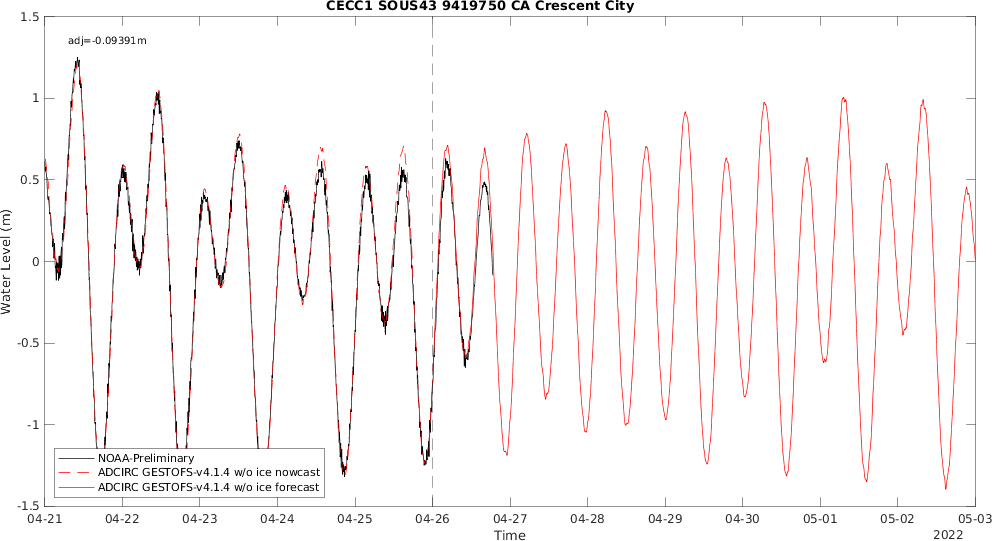 CECC1 SOUS43 9419750 CA Crescent City
1.5
adj=-0.09391m
1
0.5
0
-0.5
-1
-1.5
Water Level (m)
NOAA-Preliminary
ADCIRC GESTOFS-v4.1.4 w/o ice nowcast
ADCIRC GESTOFS-v4.1.4 w/o ice forecast
04-21 04-22 04-23 04-24 04-25 04-26 04-27 04-28 04-29 04-30 05-01 05-02 05-03
Time
2022